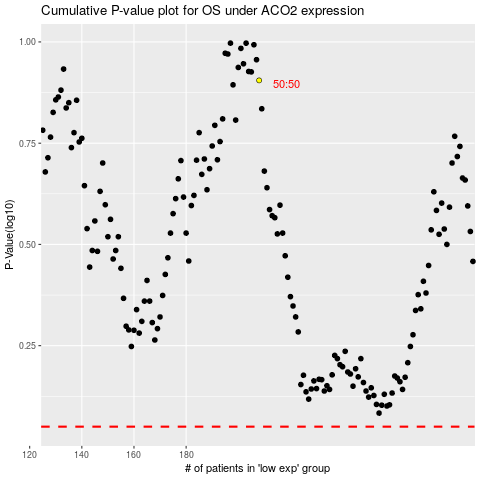 Cumulative P-value plot for OS under ACO2 expression
1.00
0.75
0.50
0.25
P-Value(log10)
50:50
120 140 160 180
# of patients in 'low exp' group